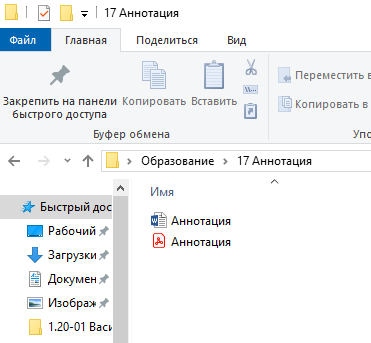 17 Аннотация
Файл
Главная
Поделиться
Вид
Закрепить на панели
быстрого доступа
Копировать
Вставить
Переместить в
Копировать в
Буфер обмена
Упо
Образование
17 Аннотация
Имя
Быстрый дос
Рабочий
Загрузки
Докумен
Изображ
1.20-01 Васи
Аннотация
Аннотация